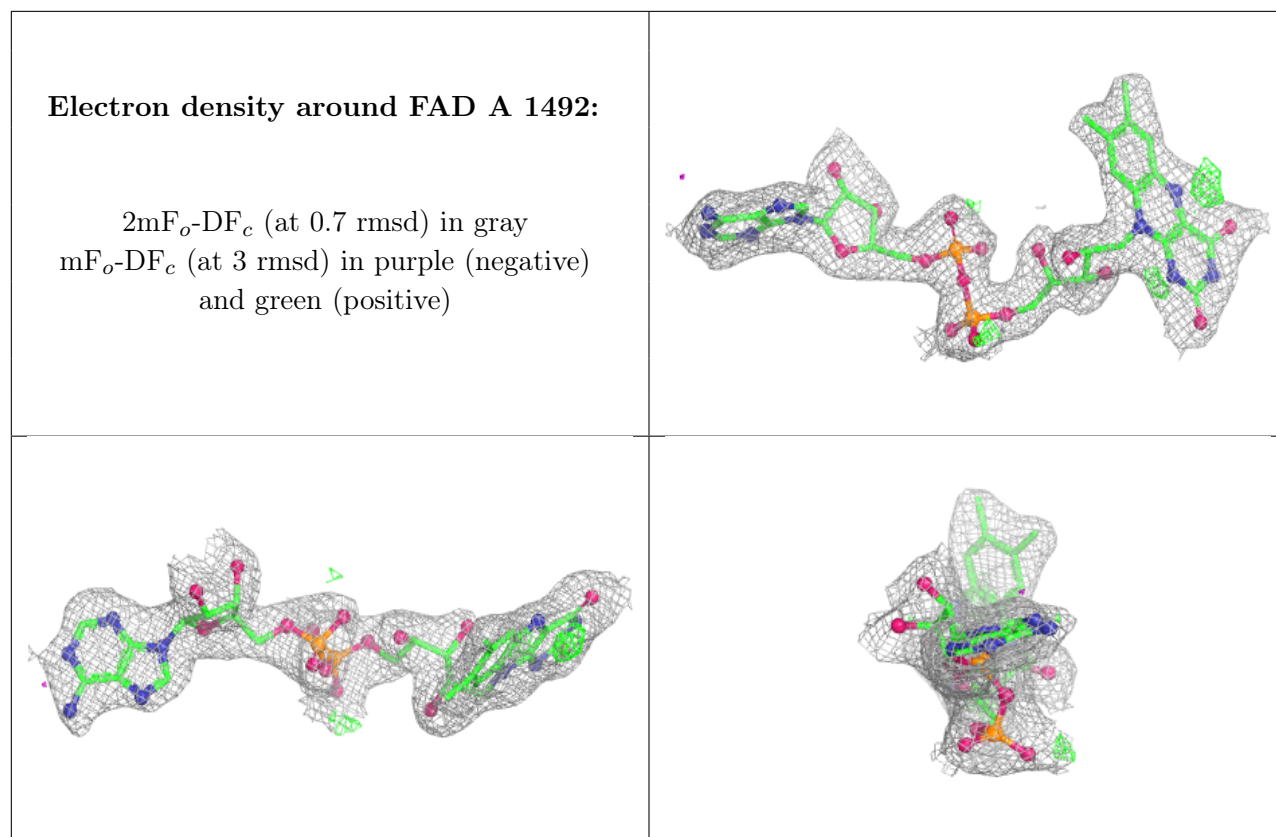 Electron density around FAD A 1492:
2mFo-DFc (at 0.7 rmsd) in gray
mFo-DFc (at 3 rmsd) in purple (negative)
and green (positive)